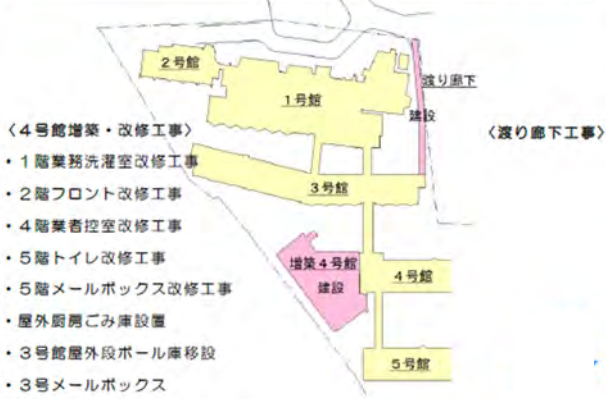 2号館
渡り廊下
1号館
建設
〈4号館増築・改修工事〉
〈渡り廊下工事〉
・1階業務洗濯室改修工事
・2階フロント改修工事
3号館
・4階業者控室改修工事
・5階トイレ改修工事
増築4号館
建設
4号館
・5階メールボックス改修工事
・屋外厨房ごみ庫設置
・3号館屋外段ボール庫移設
5号館
・3号メールボックス